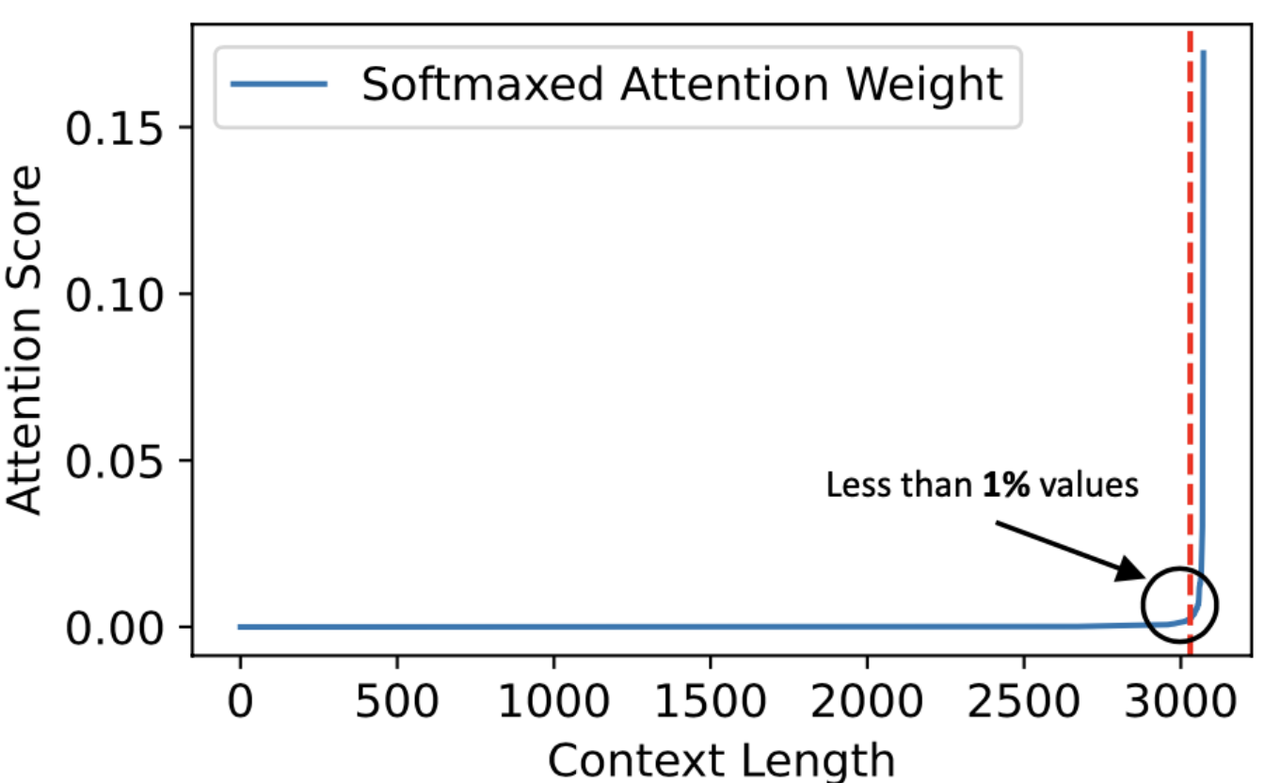 Softmaxed Attention Weight
Attention Score
0.15
0.10
0.05
0.00
Less than 1% values
0 500 1000 1500 2000 2500 3000
Context Length